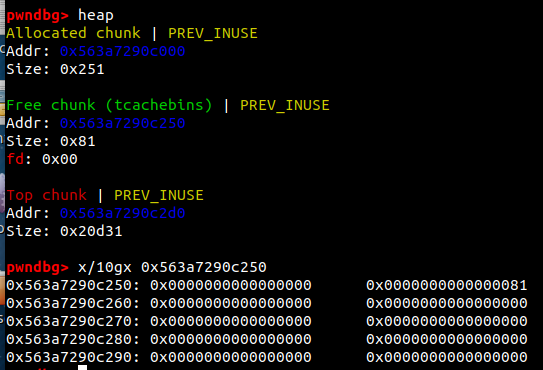 pwndbg> heap
Allocated chunk | PREV_INUSE
Addr: 0x563a7290c000
Size: 0x251
Free chunk (tcachebins) | PREV_INUSE
Addr: 0x563a7290c250
Size: 0x81
fd: 0x00
Top chunk | PREV_INUSE
Addr: 0x563a7290c2d0
Size: 0x20d31
pwndbg> x/10gx 0x563a7290c250
0x563a7290c250: 0x0000000000000000 0x0000000000000081
0x563a7290c260: 0x0000000000000000 0x0000000000000000
0x563a7290c270: 0x0000000000000000 0x0000000000000000
0x563a7290c280: 0x0000000000000000 0x0000000000000000
0x563a7290c290: 0x0000000000000000 0x0000000000000000